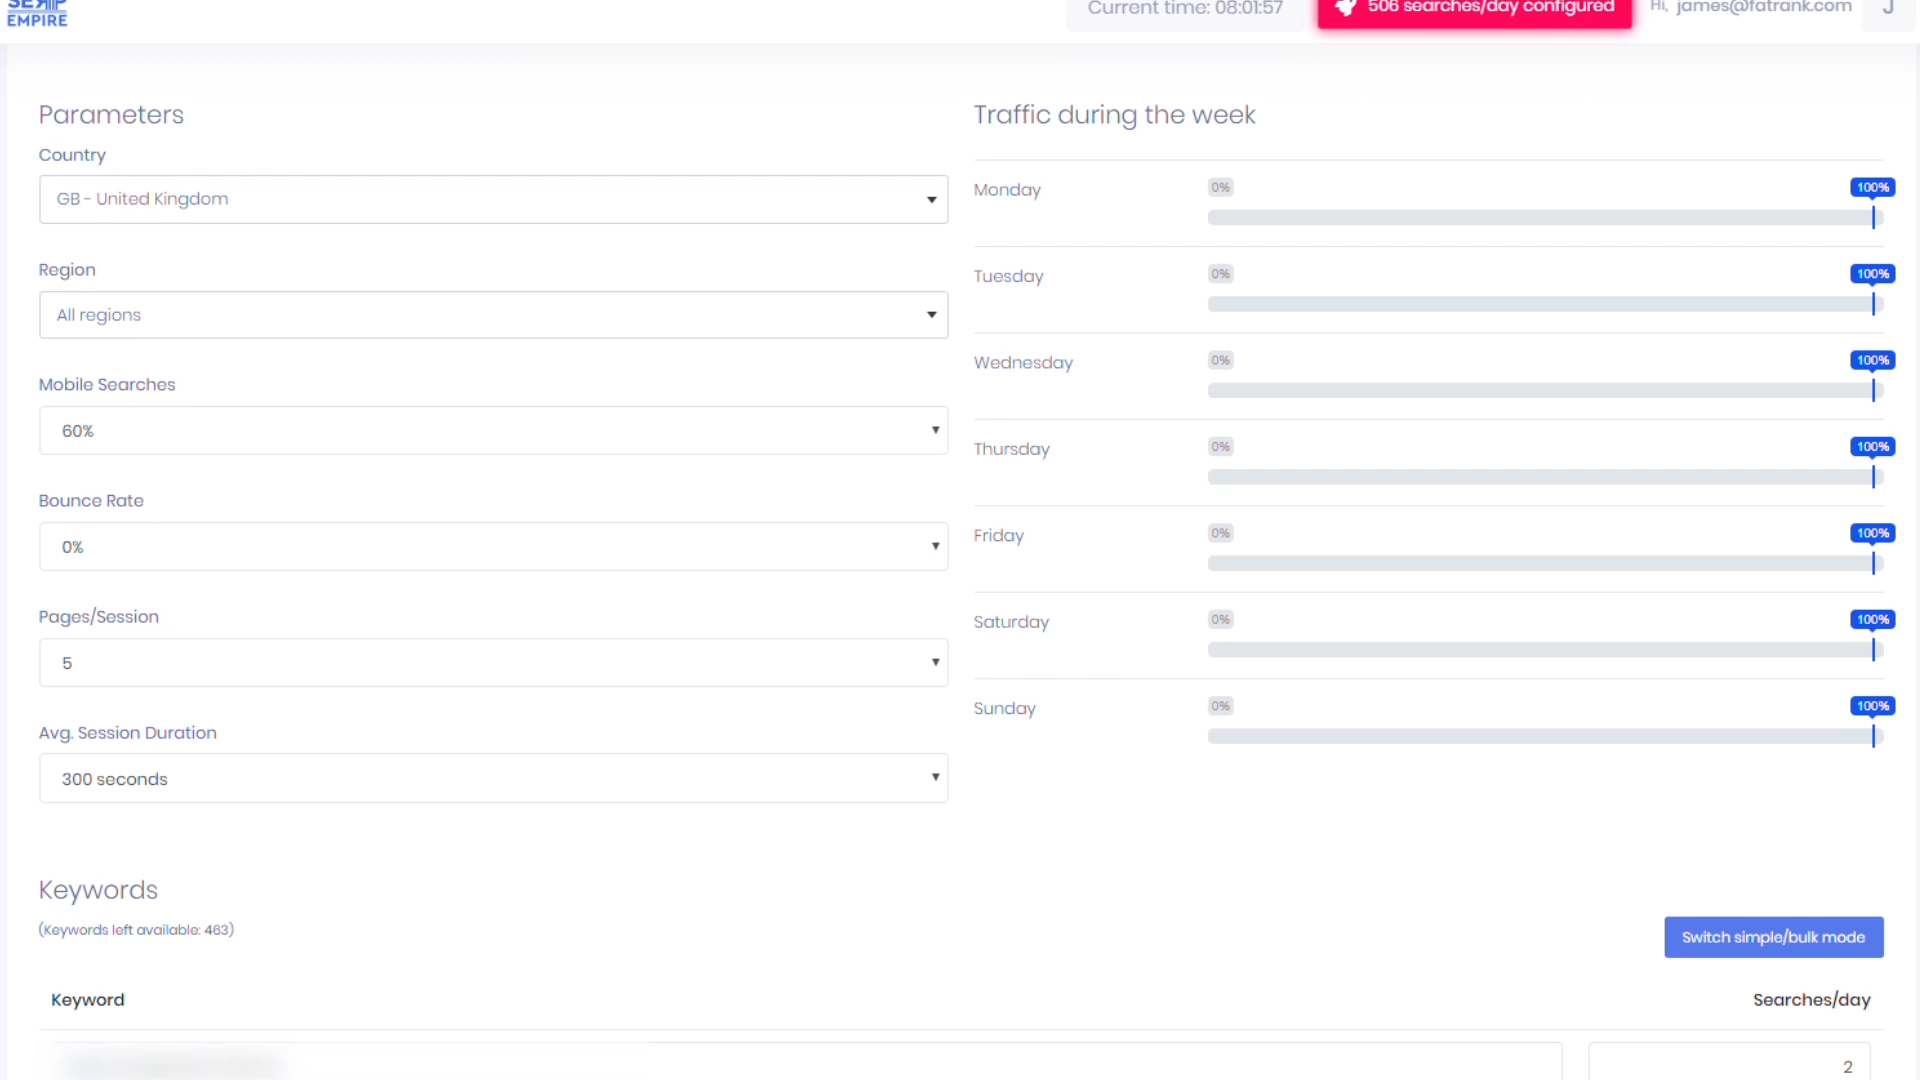 SERP
EMPIRE
Current time: 08:01:57
506 searches/day configured
Hi, james@fatrank.com
J
Parameters
Country
GB - United Kingdom
Region
All regions
Mobile Searches
60%
Bounce Rate
0%
Pages/Session
5
Avg. Session Duration
300 seconds
Traffic during the week
Monday
0%
100%
Tuesday
0%
100%
Wednesday
0%
100%
Thursday
0%
100%
Friday
0%
100%
Saturday
0%
100%
Sunday
0%
100%
Keywords
(Keywords left available: 463)
Switch simple/bulk mode
Keyword
Searches/day
2